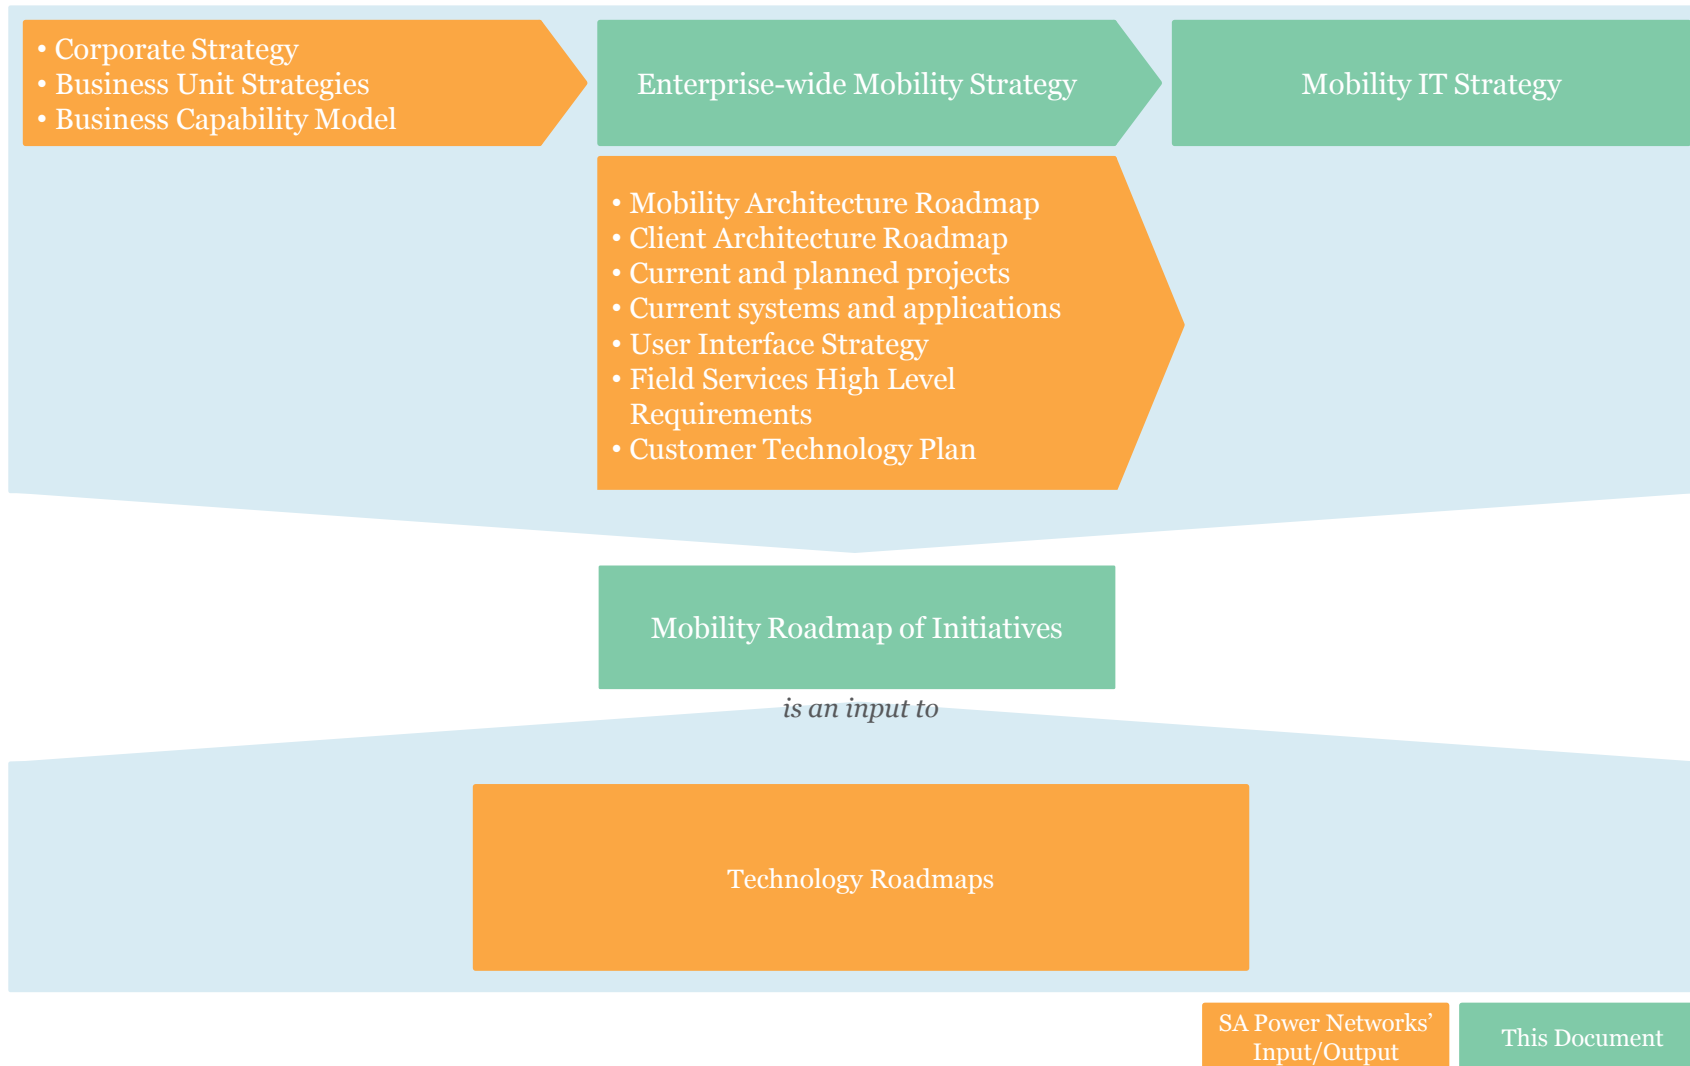 • Corporate Strategy
• Business Unit Strategies
• Business Capability Model
Enterprise-wide Mobility Strategy
Mobility IT Strategy
• Mobility Architecture Roadmap
• Client Architecture Roadmap
• Current and planned projects
• Current systems and applications
• User Interface Strategy
• Field Services High Level
Requirements
• Customer Technology Plan
Mobility Roadmap of Initiatives
is an input to
Technology Roadmaps
SA Power Networks’
Input/Output
This Document